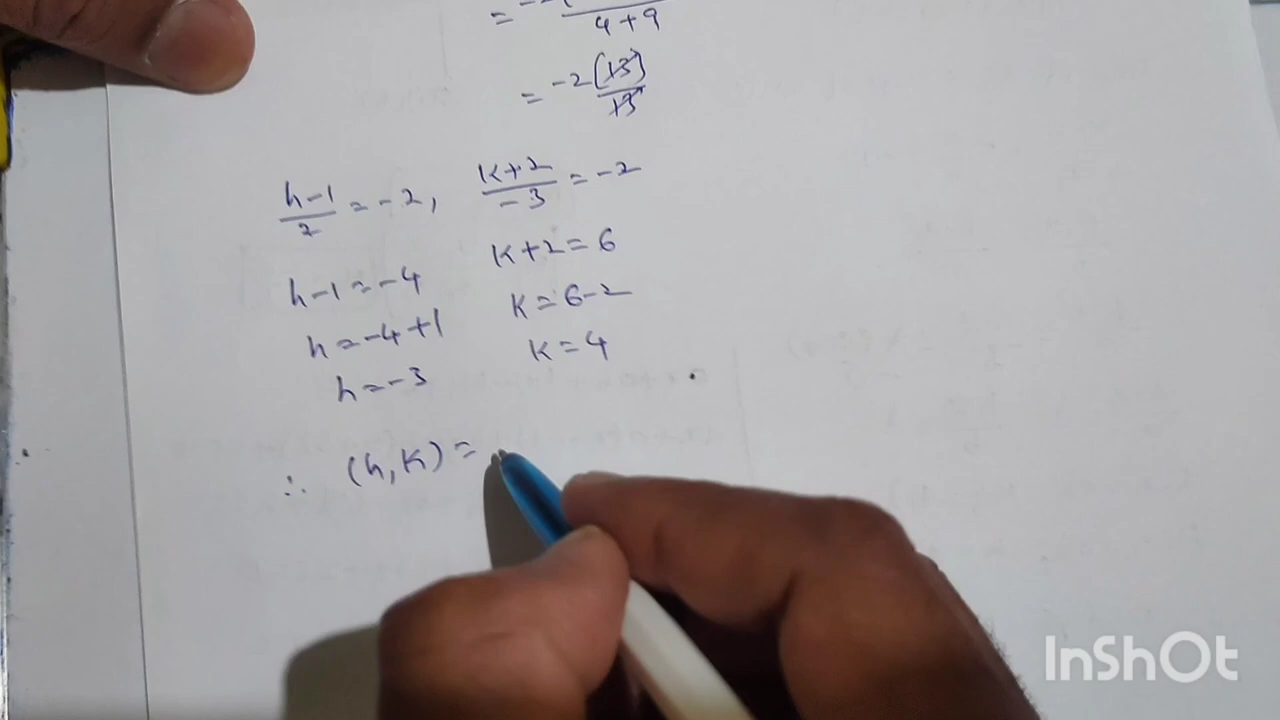 = -2(
4+9
= -2(13)
13
h-1 = -2, k+2 = -2
2 -3
h-1=-4 k+2=6
h=-4+1 k=6-2
h=-3 k=4
∴ (h,k)=
InShOt